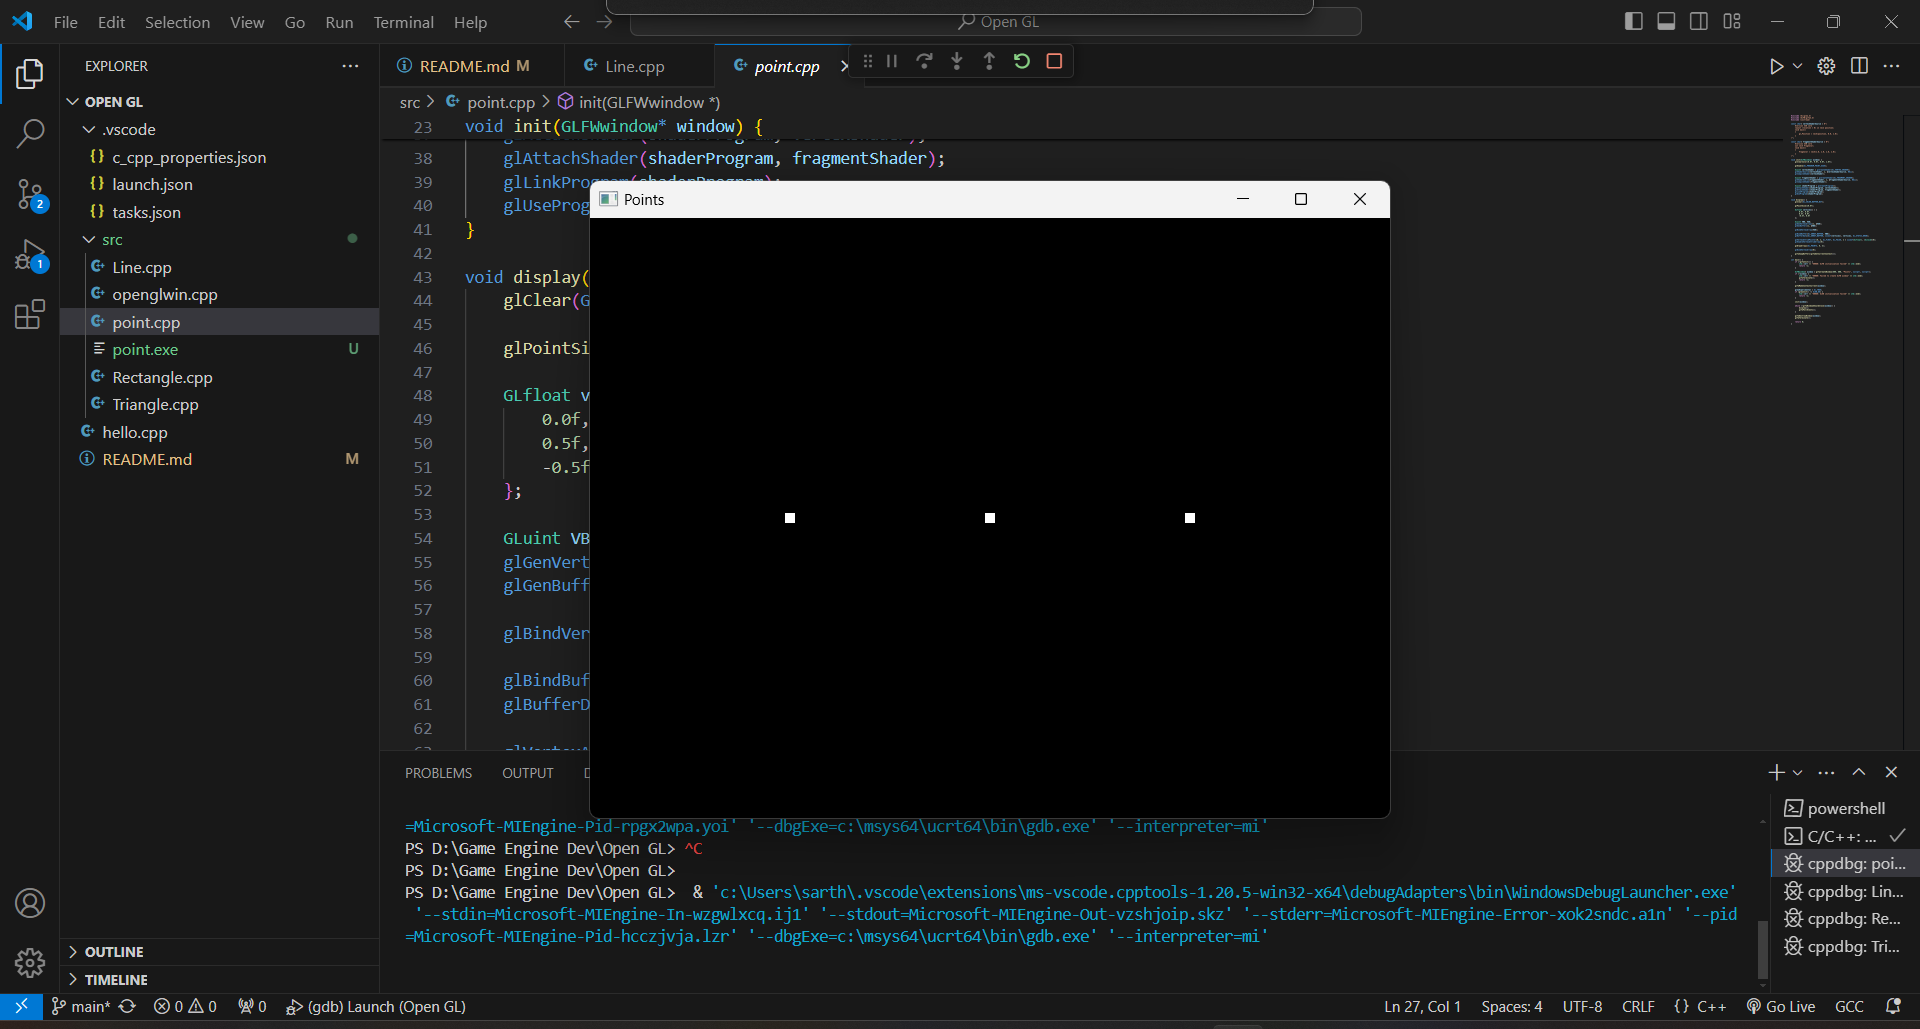 File Edit Selection View Go Run Terminal Help
Open GL
EXPLORER
README.md M
Line.cpp
point.cpp
OPEN GL
src > point.cpp > init(GLFWwindow *)
.vscode
c_cpp_properties.json
launch.json
tasks.json
src
Line.cpp
openglwin.cpp
point.cpp
point.exe U
Rectangle.cpp
Triangle.cpp
hello.cpp
README.md M
2
1
23 void init(GLFWwindow* window) {
38 glAttachShader(shaderProgram, fragmentShader);
39 glLinkProgram(shaderProgram);
40 glUseProg
41 }
42
43 void display(
44 glClear(G
45
46 glPointSi
47
48 GLfloat v
49 0.0f,
50 0.5f,
51 -0.5f
52 };
53
54 GLuint VB
55 glGenVert
56 glGenBuff
57
58 glBindVer
59
60 glBindBuf
61 glBufferD
62
Points
PROBLEMS OUTPUT
=Microsoft-MIEngine-Pid-rpgx2wpa.yoi' '--dbgExe=c:\msys64\ucrt64\bin\gdb.exe' '--interpreter=mi'
PS D:\Game Engine Dev\Open GL> ^C
PS D:\Game Engine Dev\Open GL>
PS D:\Game Engine Dev\Open GL> & 'c:\Users\sarth\.vscode\extensions\ms-vscode.cpptools-1.20.5-win32-x64\debugAdapters\bin\WindowsDebugLauncher.exe'
'--stdin=Microsoft-MIEngine-In-wzgwlxcq.ij1' '--stdout=Microsoft-MIEngine-Out-vzshjoip.skz' '--stderr=Microsoft-MIEngine-Error-xok2sndc.a1n' '--pid
=Microsoft-MIEngine-Pid-hcczjvja.lzr' '--dbgExe=c:\msys64\ucrt64\bin\gdb.exe' '--interpreter=mi'
powershell
C/C++: ...
cppdbg: poi...
cppdbg: Lin...
cppdbg: Re...
cppdbg: Tri...
OUTLINE
TIMELINE
main* 0 0 0 (gdb) Launch (Open GL)
Ln 27, Col 1 Spaces: 4 UTF-8 CRLF {} C++ Go Live GCC